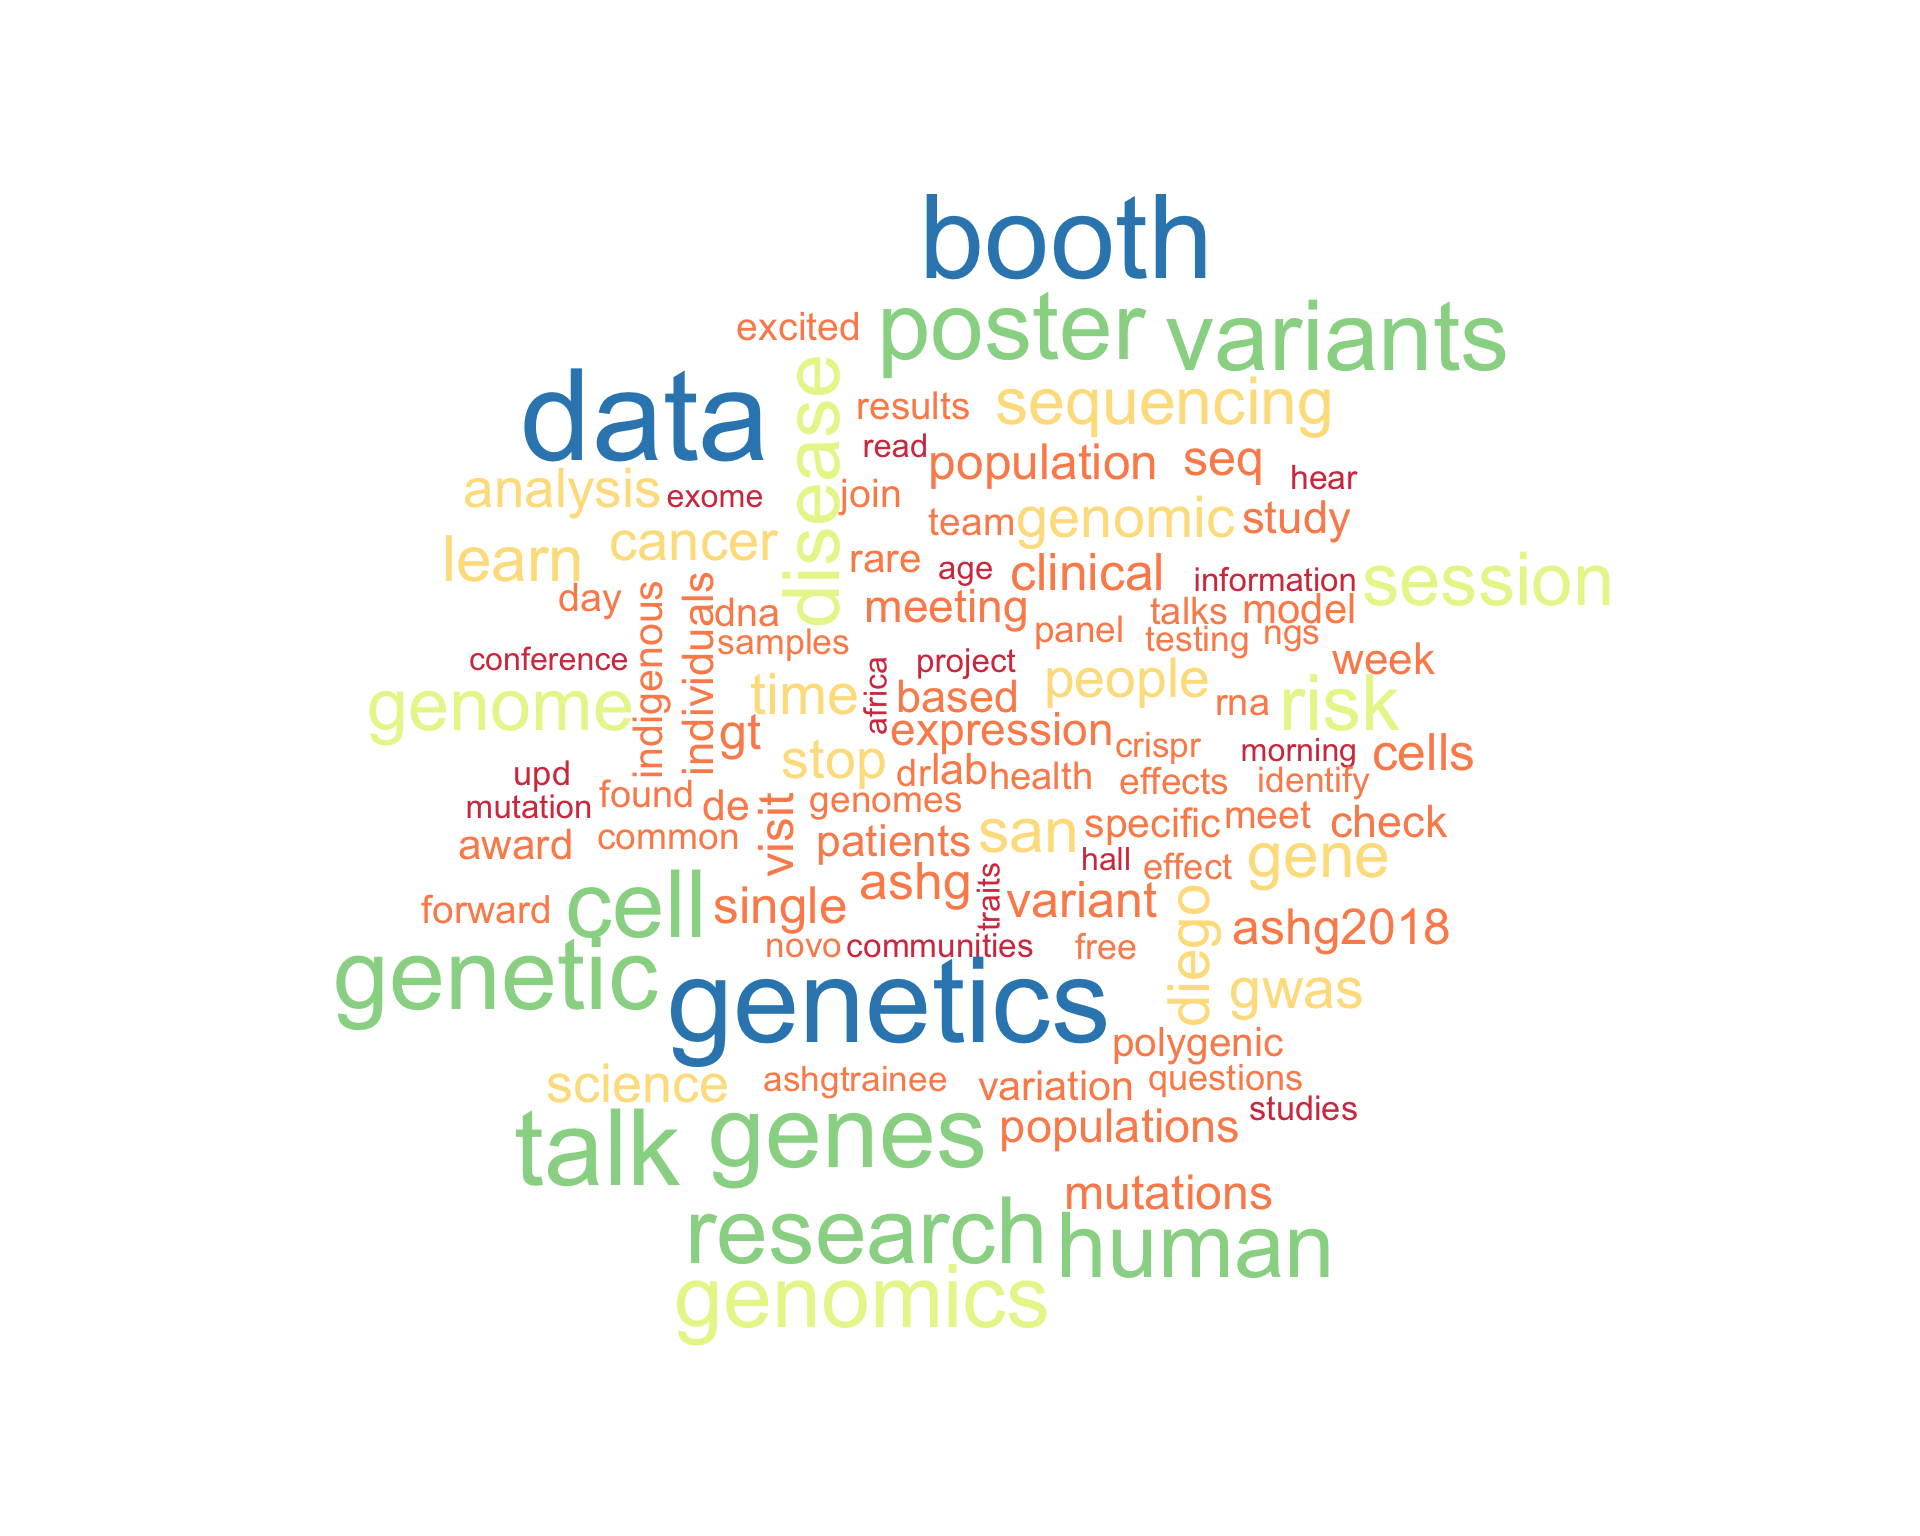 booth
excited
poster
variants
data
disease
results
sequencing
read
population
seq
hear
analysis
exome
join
team
genomic
study
learn
cancer
rare
age
clinical
information
session
day
indigenous
individuals
dna
meeting
talks
model
samples
panel
testing
ngs
conference
africa
project
week
genome
time
based
people
rna
risk
gt
expression
crispr
morning
cells
upd
stop
dr
lab
health
effects
identify
mutation
found
de
visit
genomes
specific
meet
check
award
common
patients
san
hall
effect
gene
forward
cell
single
ashg
traits
variant
diego
ashg2018
novo
communities
free
genetic
genetics
gwas
polygenic
science
ashgtrainee
variation
questions
studies
talk
genes
populations
mutations
research
human
genomics